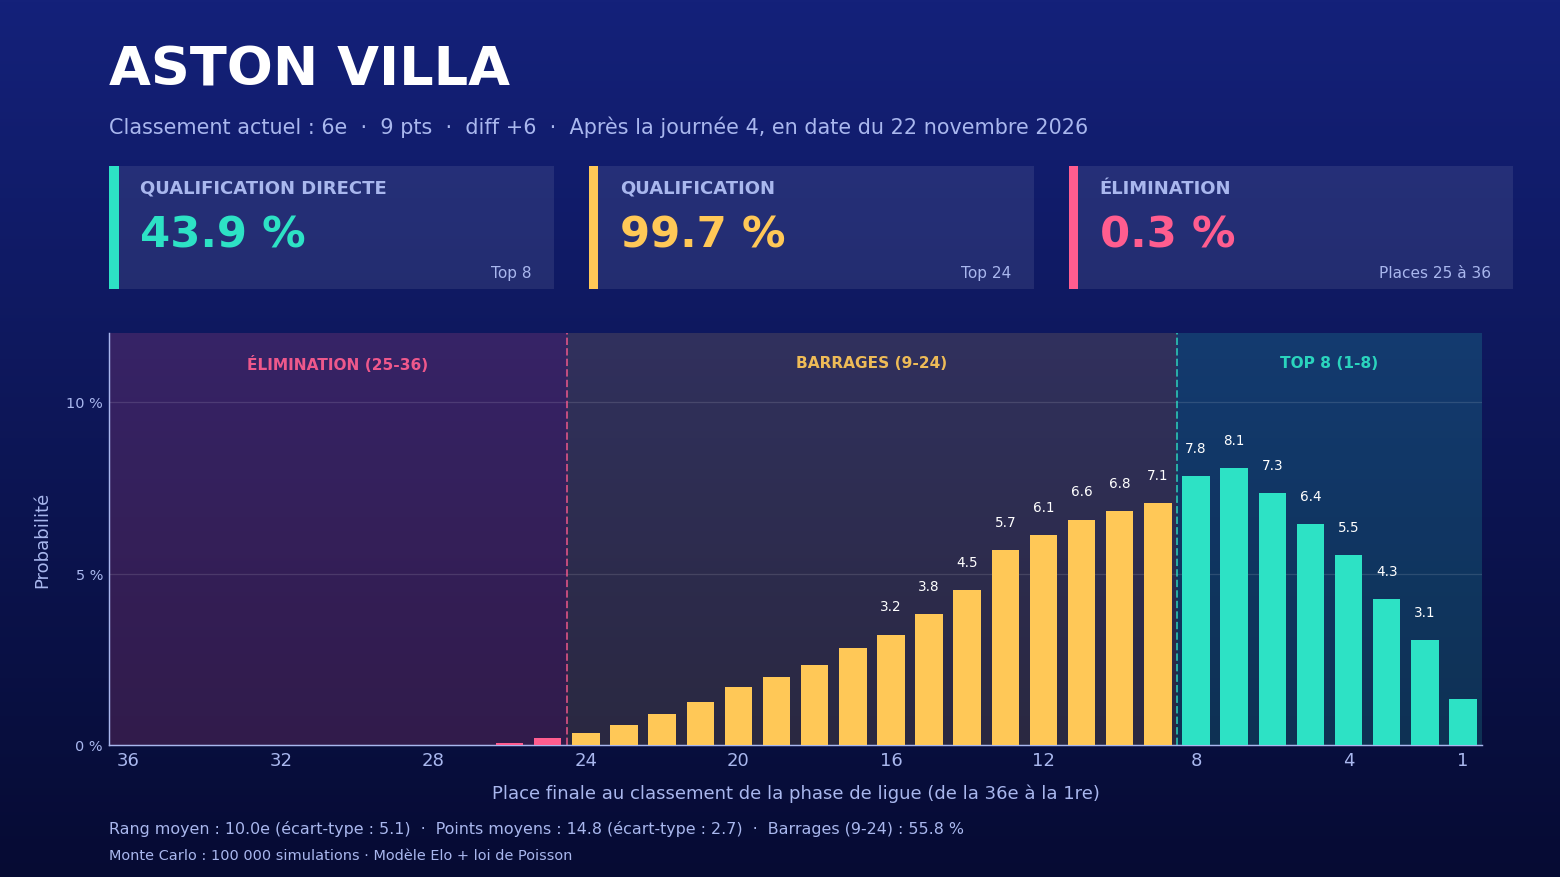 ASTON VILLA
Classement actuel : 6e · 9 pts · diff +6 · Après la journée 4, en date du 22 novembre 2026
QUALIFICATION DIRECTE
43.9 %
Top 8
QUALIFICATION
99.7 %
Top 24
ÉLIMINATION
0.3 %
Places 25 à 36
ÉLIMINATION (25-36)
BARRAGES (9-24)
TOP 8 (1-8)
Probabilité
10 %
5 %
0 %
3.2
3.8
4.5
5.7
6.1
6.6
6.8
7.1
7.8
8.1
7.3
6.4
5.5
4.3
3.1
36 32 28 24 20 16 12 8 4 1
Place finale au classement de la phase de ligue (de la 36e à la 1re)
Rang moyen : 10.0e (écart-type : 5.1) · Points moyens : 14.8 (écart-type : 2.7) · Barrages (9-24) : 55.8 %
Monte Carlo : 100 000 simulations · Modèle Elo + loi de Poisson